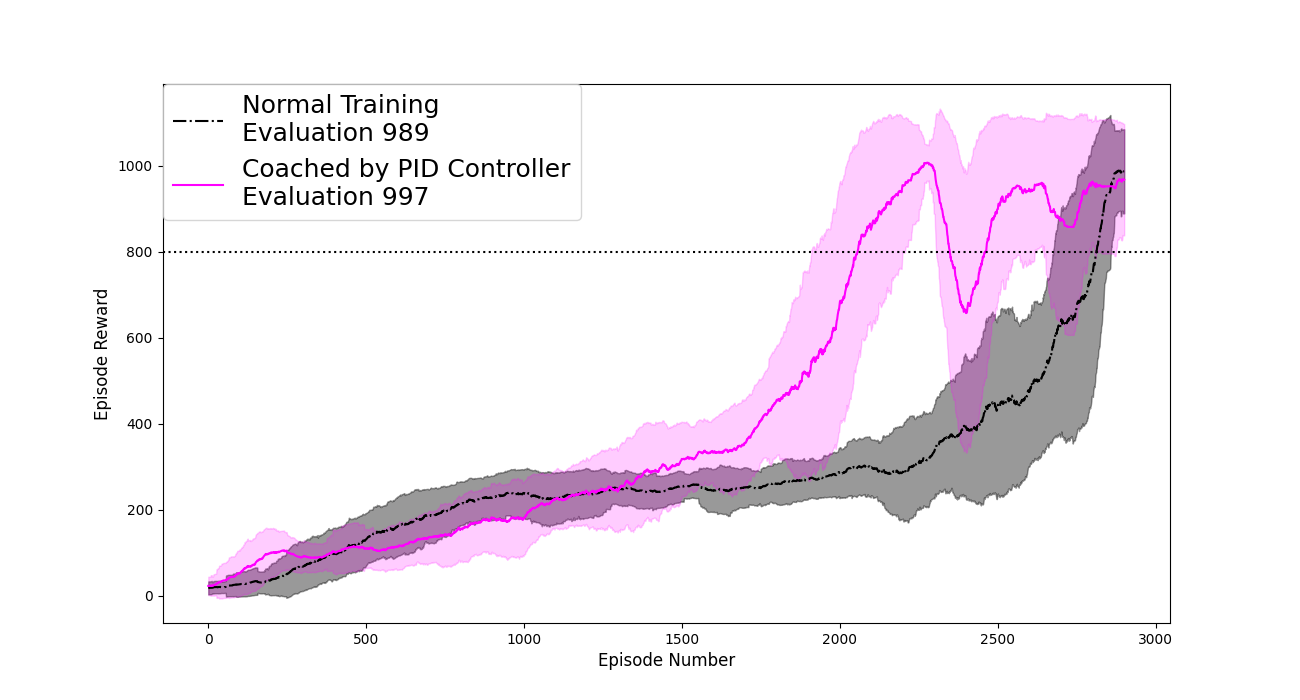 Normal Training
Evaluation 989
Coached by PID Controller
Evaluation 997
1000
800
600
400
200
0
Episode Reward
0 500 1000 1500 2000 2500 3000
Episode Number